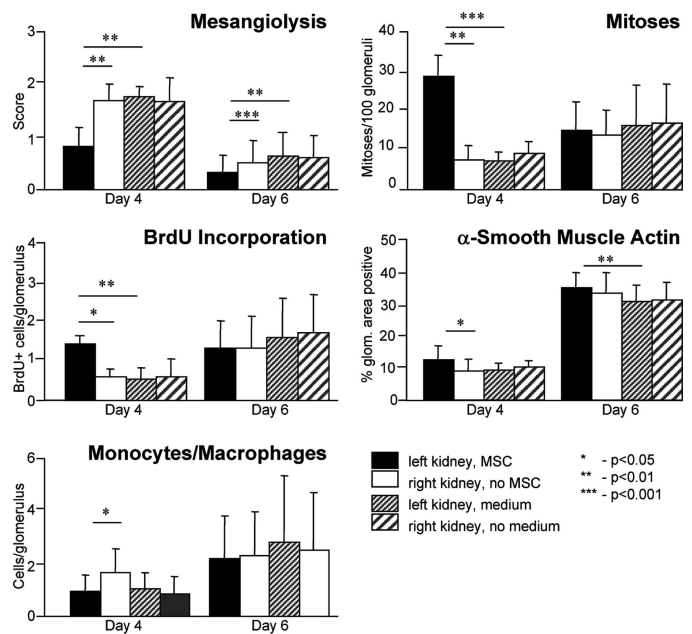 Mesangiolysis
Score
3
2
1
0
**
**
**
***
Day 4
Day 6
Mitoses
Mitoses/100 glomeruli
40
30
20
10
0
***
**
Day 4
Day 6
BrdU Incorporation
BrdU+ cells/glomerulus
4
3
2
1
0
**
*
Day 4
Day 6
α-Smooth Muscle Actin
% glom. area positive
50
40
30
20
10
0
*
**
Day 4
Day 6
Monocytes/Macrophages
Cells/glomerulus
6
4
2
0
*
Day 4
Day 6
left kidney, MSC
right kidney, no MSC
left kidney, medium
right kidney, no medium
* - p<0.05
** - p<0.01
*** - p<0.001